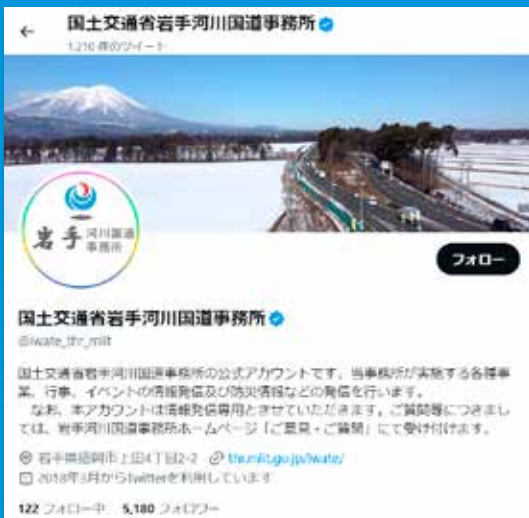 国土交通省岩手河川国道事務所
1,210 件のツイート
岩手 河川国道
事務所
フォロー
国土交通省岩手河川国道事務所
@iwate_thr_mlit
国土交通省岩手河川国道事務所の公式アカウントです。当事務所が実施する各種事
業、行事、イベントの情報発信及び防災情報などの発信を行います。
なお、本アカウントは情報発信専用とさせていただきます。ご質問等につきまし
ては、岩手河川国道事務所ホームページ「ご意見・ご質問」にて受け付けます。
岩手県盛岡市上田4丁目2-2 thr.mlit.go.jp/iwate/
2018年3月からTwitterを利用しています
122 フォロー中 5,180 フォロワー